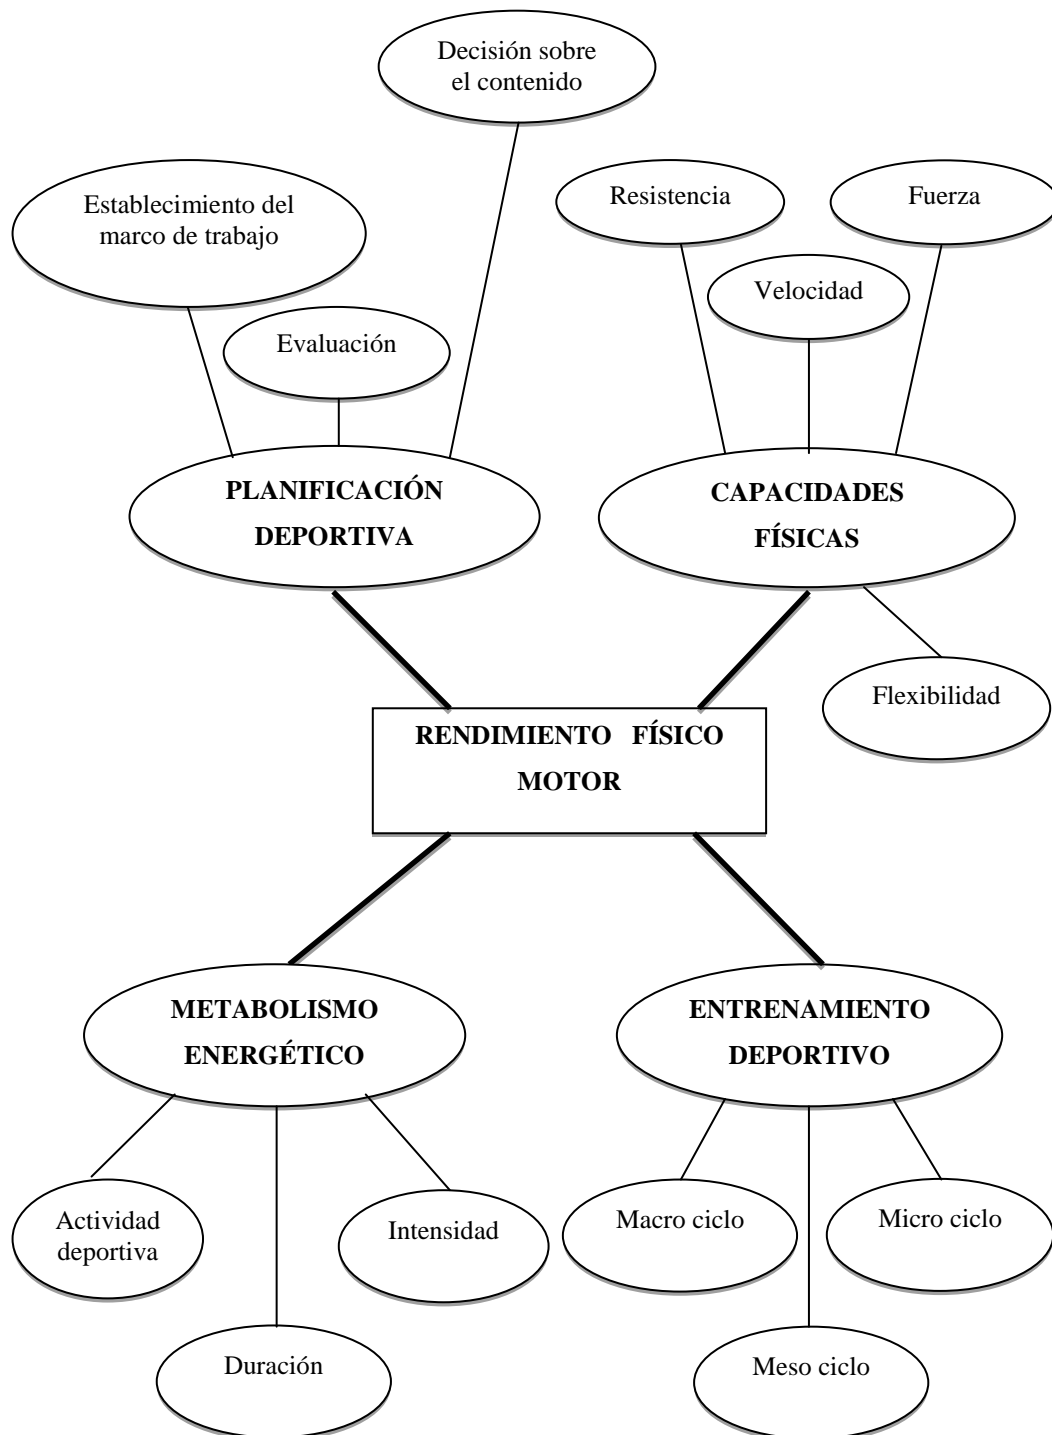 Decisión sobre
el contenido
Establecimiento del
marco de trabajo
Evaluación
Resistencia
Fuerza
Velocidad
PLANIFICACIÓN
DEPORTIVA
CAPACIDADES
FÍSICAS
Flexibilidad
RENDIMIENTO FÍSICO
MOTOR
METABOLISMO
ENERGÉTICO
ENTRENAMIENTO
DEPORTIVO
Actividad
deportiva
Intensidad
Duración
Macro ciclo
Micro ciclo
Meso ciclo